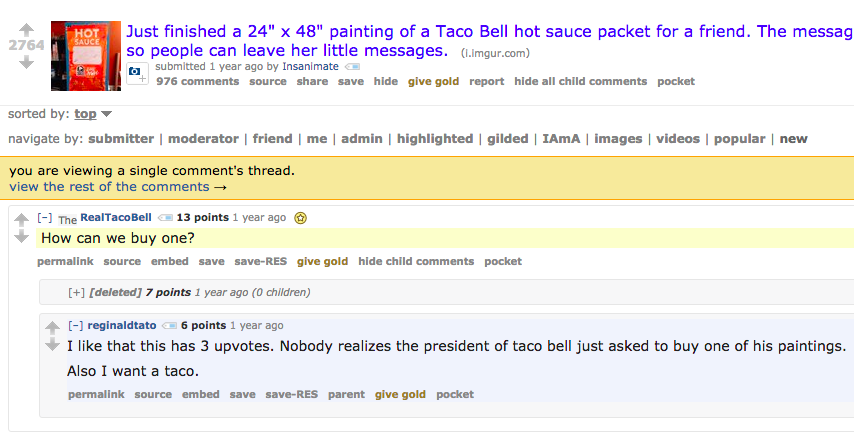 2764
HOT
SAUCE
Just finished a 24" x 48" painting of a Taco Bell hot sauce packet for a friend. The messag
so people can leave her little messages. (i.imgur.com)
submitted 1 year ago by Insanimate
976 comments source share save hide give gold report hide all child comments pocket
sorted by: top
navigate by: submitter | moderator | friend | me | admin | highlighted | gilded | IAmA | images | videos | popular | new
you are viewing a single comment's thread.
view the rest of the comments →
[–] The RealTacoBell 13 points 1 year ago
How can we buy one?
permalink source embed save save-RES give gold hide child comments pocket
[+] [deleted] 7 points 1 year ago (0 children)
[–] reginaldtato 6 points 1 year ago
I like that this has 3 upvotes. Nobody realizes the president of taco bell just asked to buy one of his paintings.
Also I want a taco.
permalink source embed save save-RES parent give gold pocket